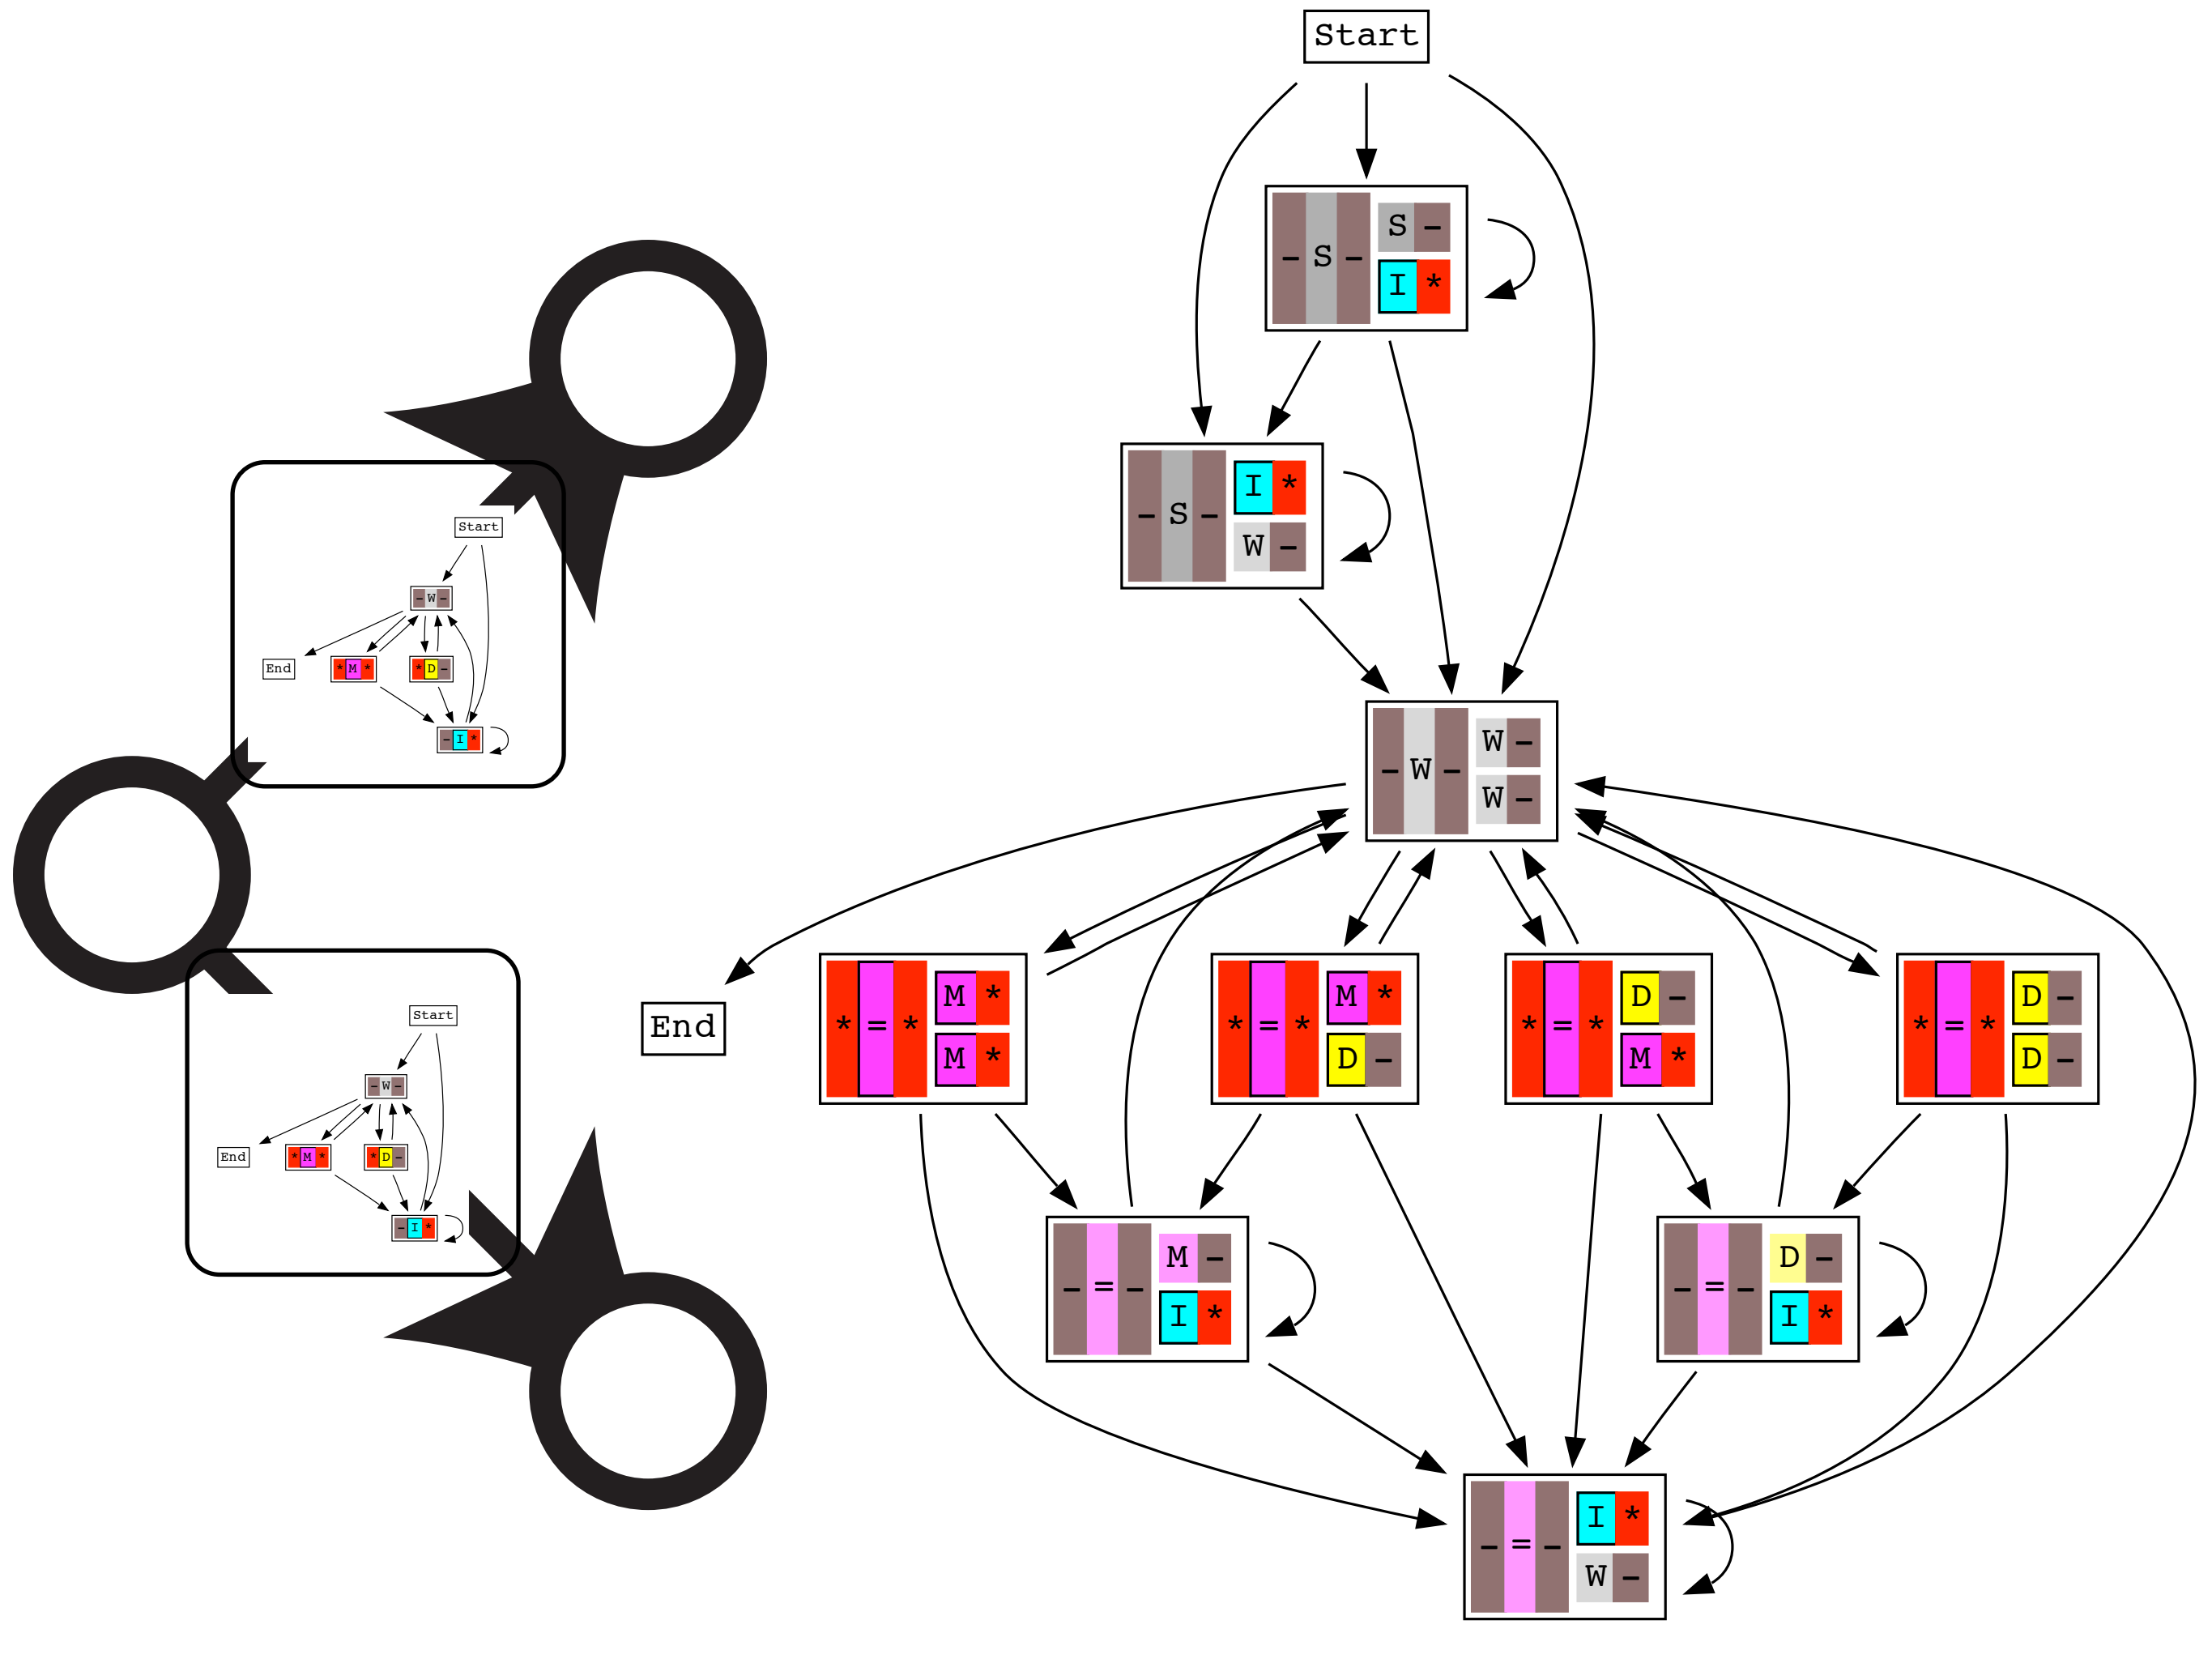 Start
- W -
End
* M *
* D -
- I *
Start
- W -
End
* M *
* D -
- I *
Start
- S -
S -
I *
- S -
I *
W -
- W -
W -
W -
End
* = *
M *
M *
* = *
M *
D -
* = *
D -
M *
* = *
D -
D -
- = -
M -
I *
- = -
D -
I *
- = -
I *
W -